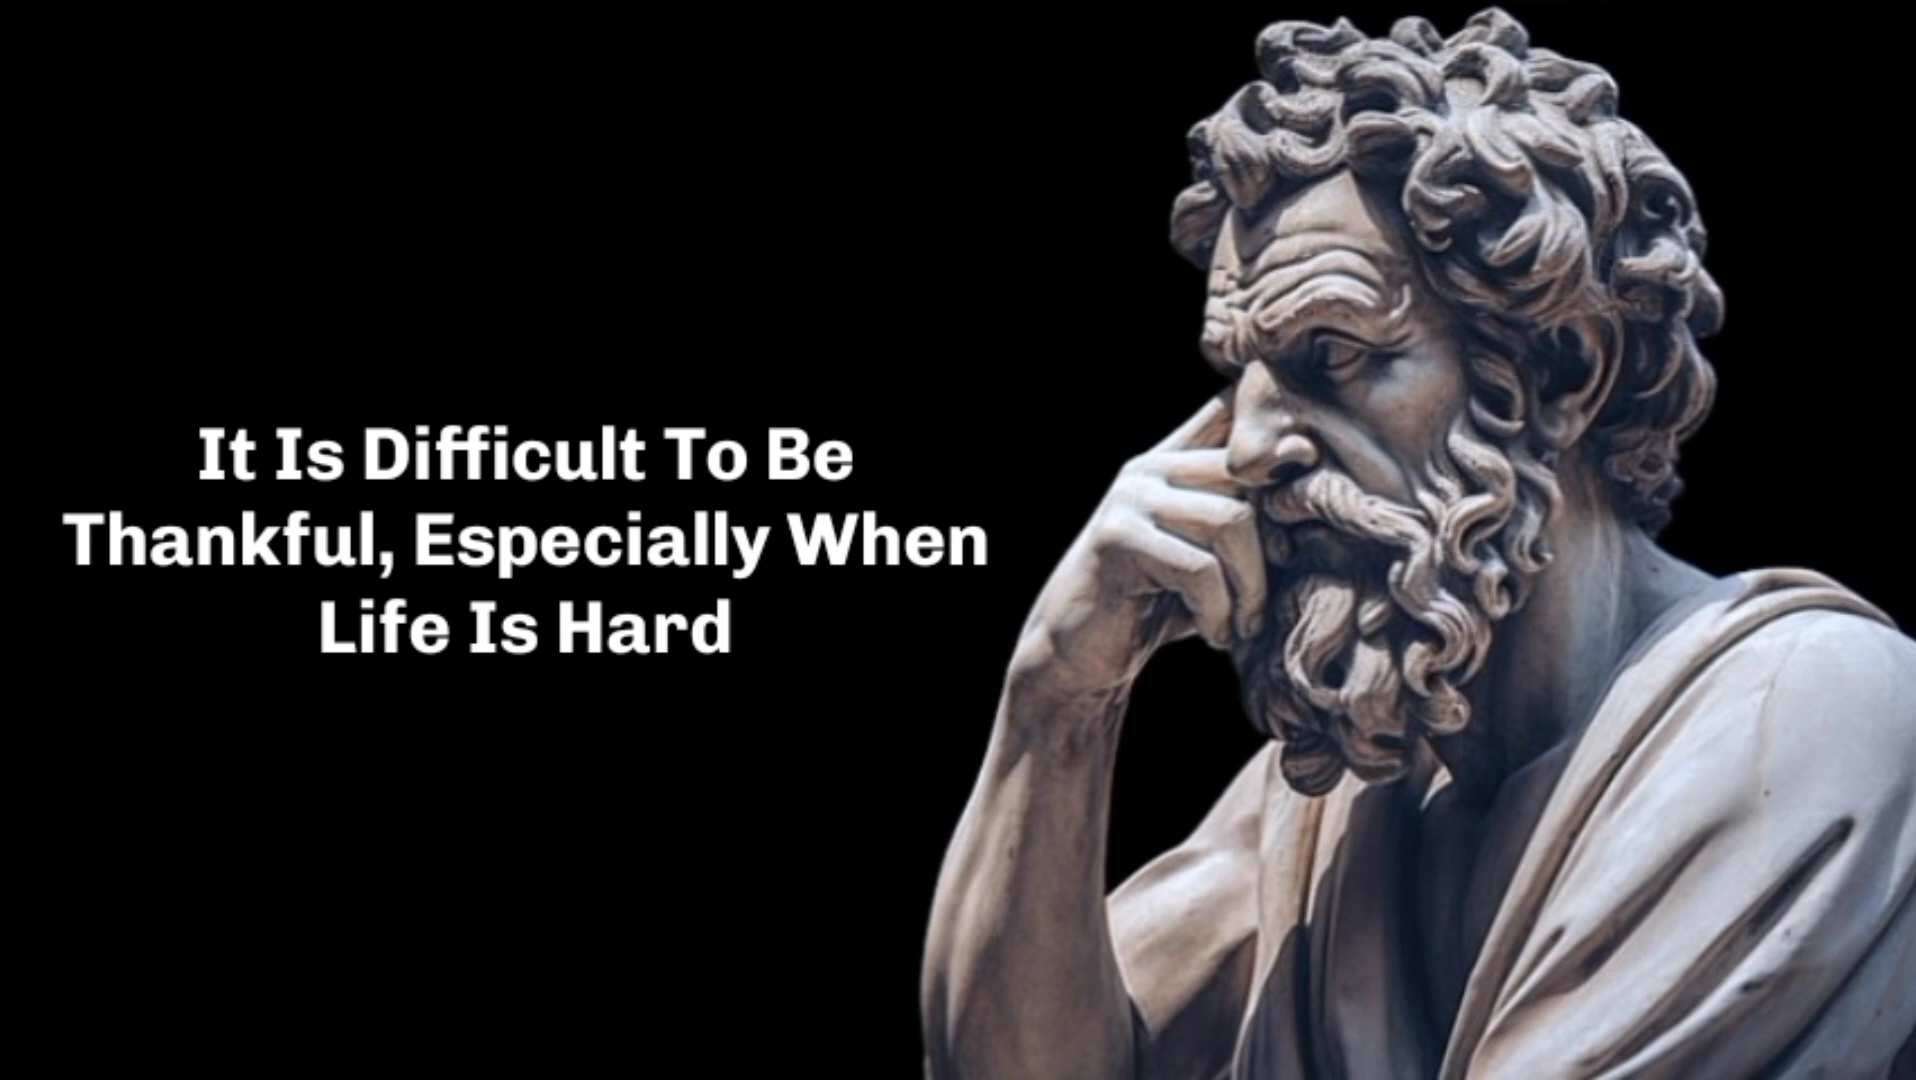 It Is Difficult To Be
Thankful, Especially When
Life Is Hard